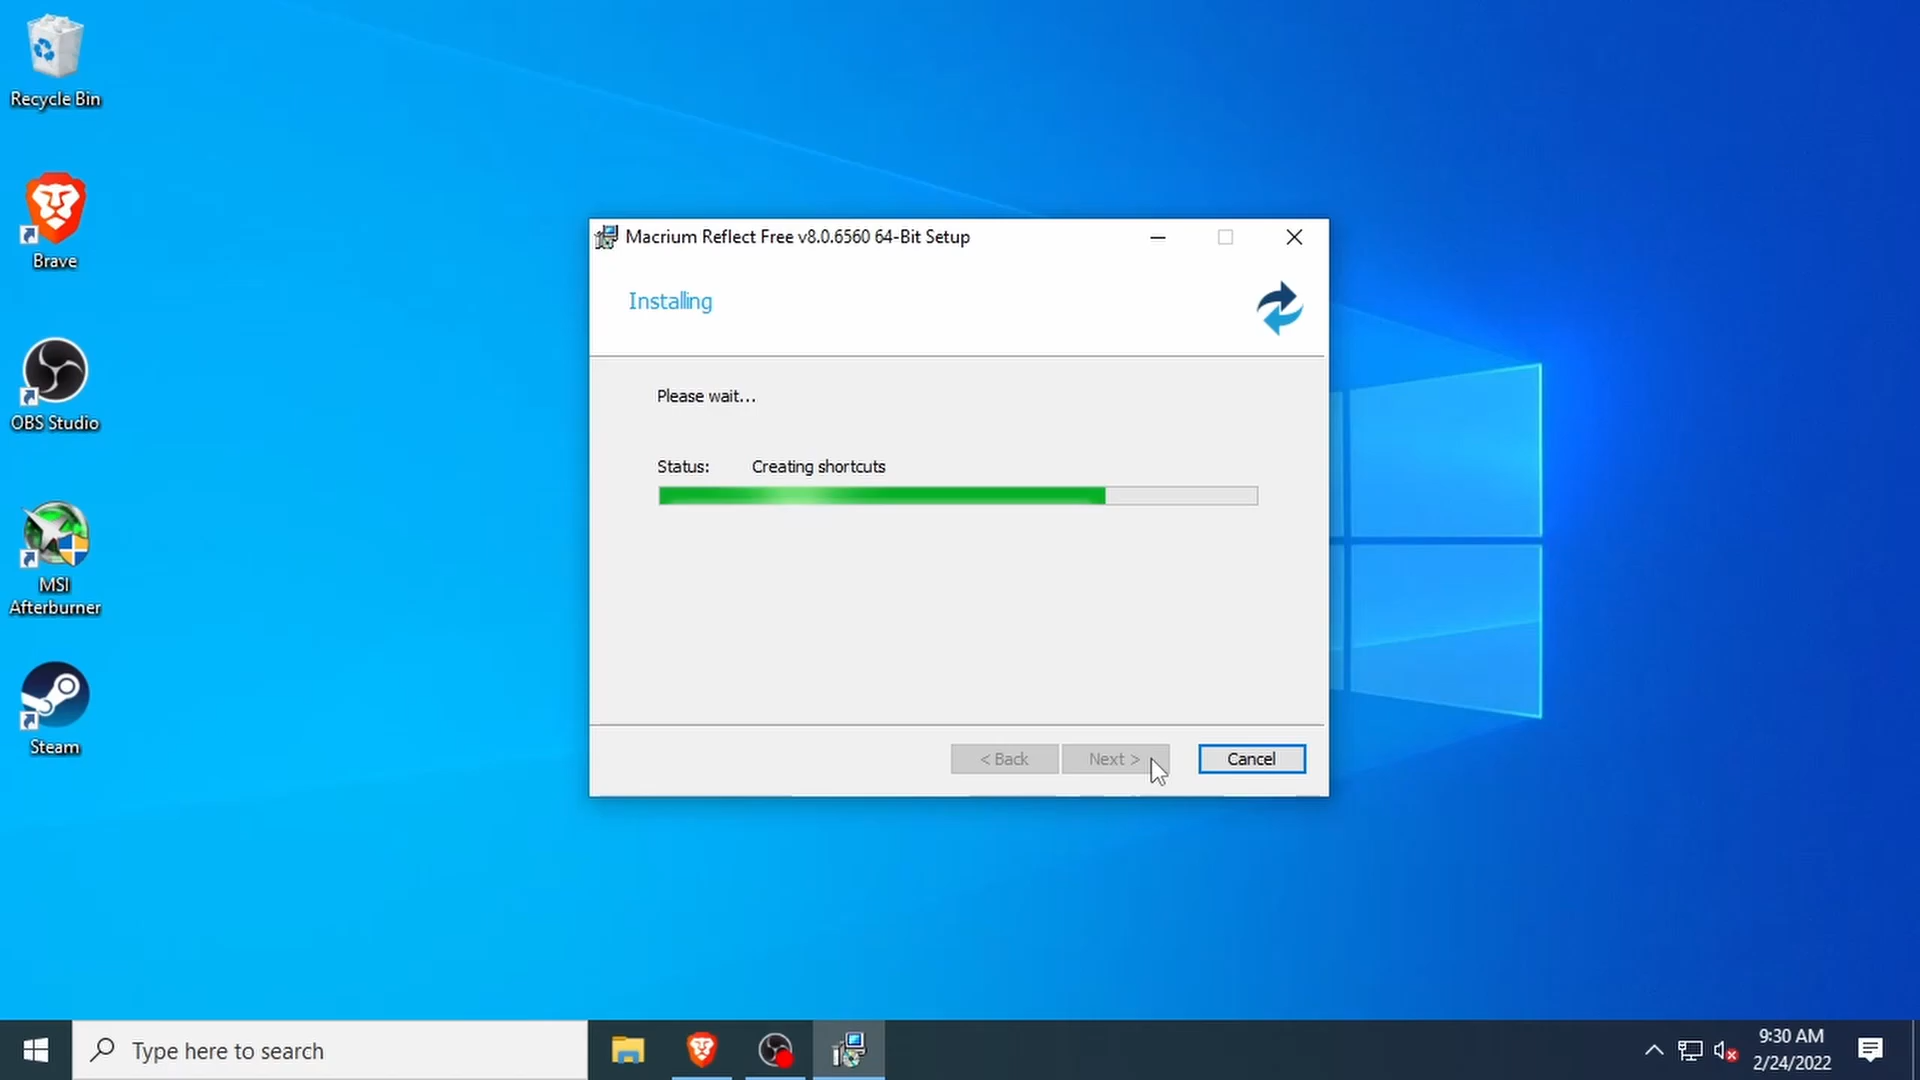 Recycle Bin
Brave
OBS Studio
MSI
Afterburner
Steam
Macrium Reflect Free v8.0.6560 64-Bit Setup
Installing
Please wait...
Status: Creating shortcuts
< Back
Next >
Cancel
Type here to search
9:30 AM
2/24/2022